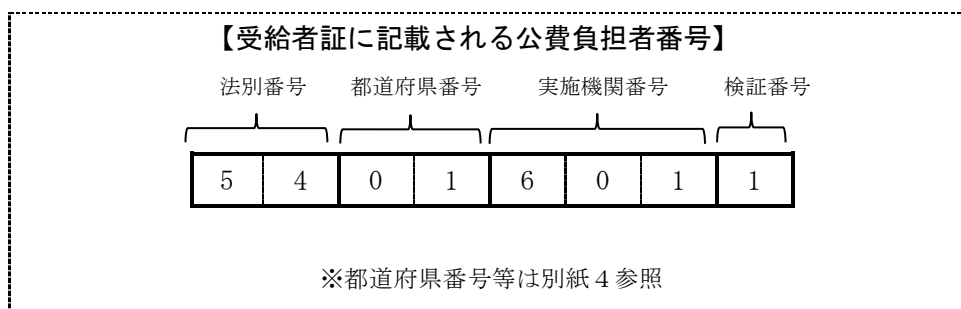 【受給者証に記載される公費負担者番号】
法別番号 都道府県番号 実施機関番号 検証番号
5 4 0 1 6 0 1 1
※都道府県番号等は別紙4参照